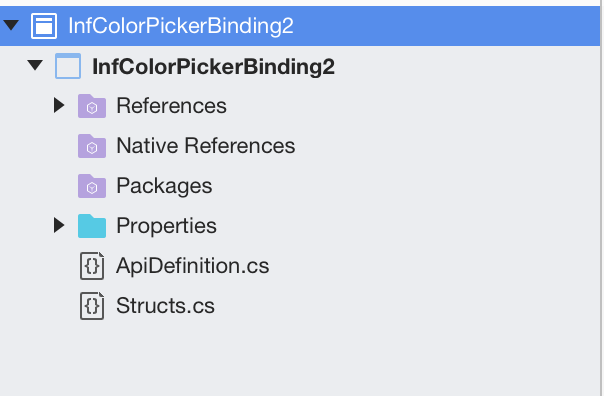 InfColorPickerBinding2
InfColorPickerBinding2
References
Native References
Packages
Properties
{} ApiDefinition.cs
{} Structs.cs